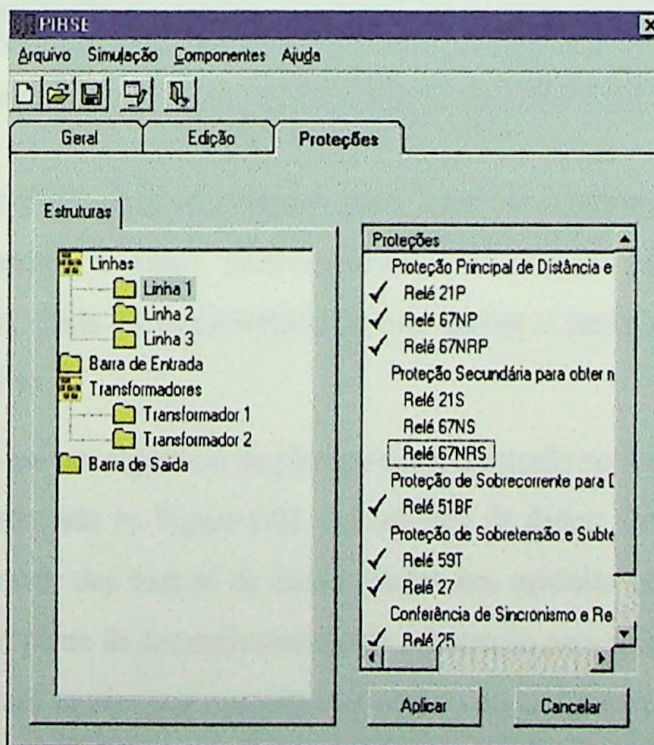 PIRSE
Arquivo Simulação Componentes Ajuda
Geral Edição Proteções
Estruturas
Linhas
Linha 1
Linha 2
Linha 3
Barra de Entrada
Transformadores
Transformador 1
Transformador 2
Barra de Saída
Proteções
Proteção Principal de Distância e
Relé 21P
Relé 67NP
Relé 67NRP
Proteção Secundária para obter n
Relé 21S
Relé 67NS
Relé 67NRS
Proteção de Sobrecorrente para D
Relé 51BF
Proteção de Sobretensão e Subte
Relé 59T
Relé 27
Conferência de Sincronismo e Re
Relé 25
Aplicar Cancelar